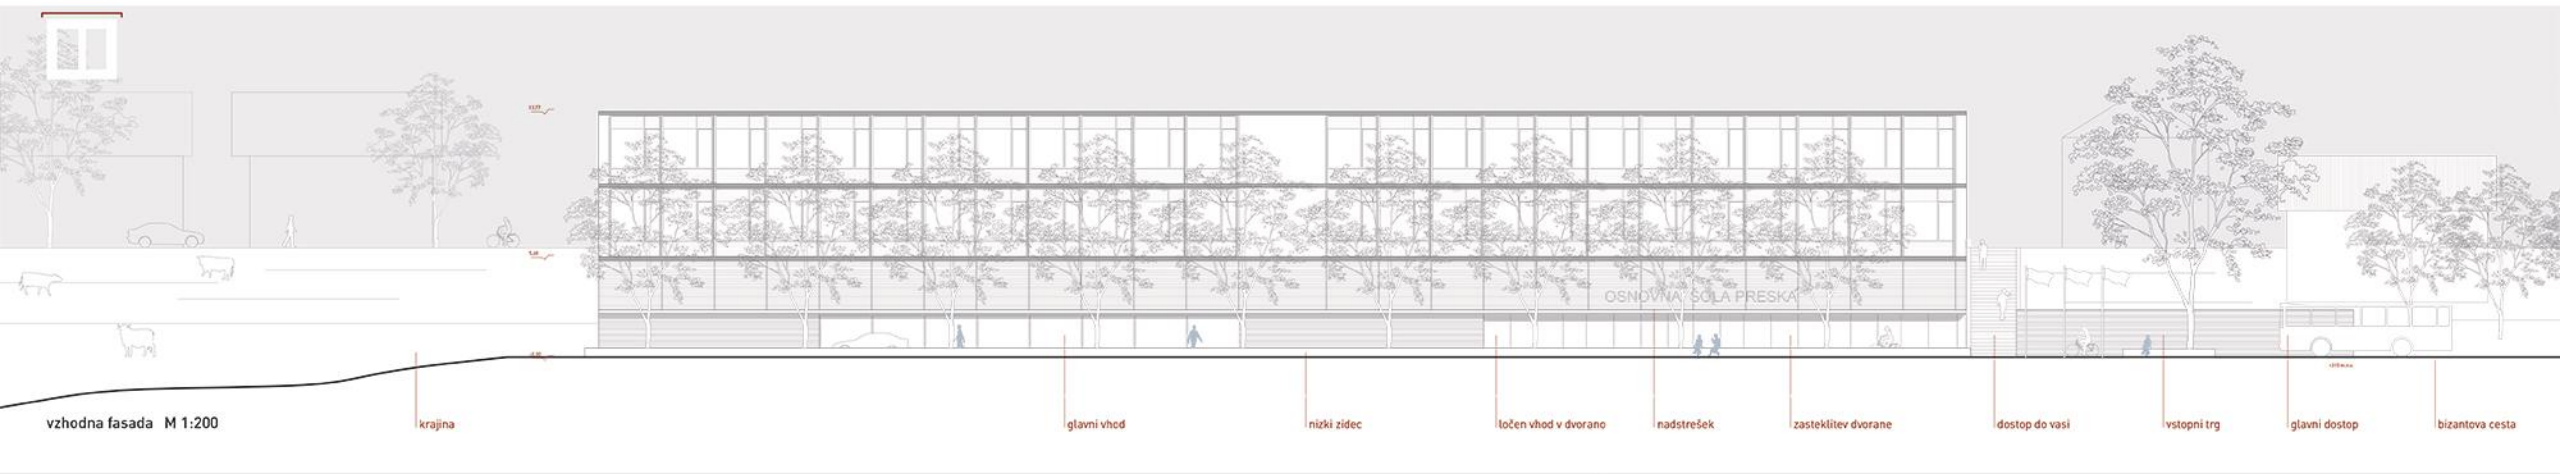 OSNOVNA ŠOLA PRESKA
vzhodna fasada M 1:200
krajina
glavni vhod
nizki zidec
ločen vhod v dvorano
nadstrešek
zasteklitev dvorane
dostop do vasi
vstopni trg
glavni dostop
bizantova cesta